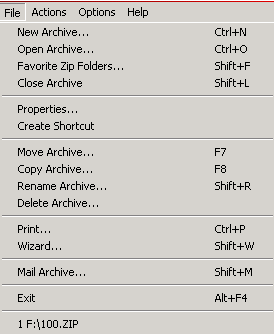 File Actions Options Help
New Archive... Ctrl+N
Open Archive... Ctrl+O
Favorite Zip Folders... Shift+F
Close Archive Shift+L
Properties...
Create Shortcut
Move Archive... F7
Copy Archive... F8
Rename Archive... Shift+R
Delete Archive...
Print... Ctrl+P
Wizard... Shift+W
Mail Archive... Shift+M
Exit Alt+F4
1 F:\100.ZIP